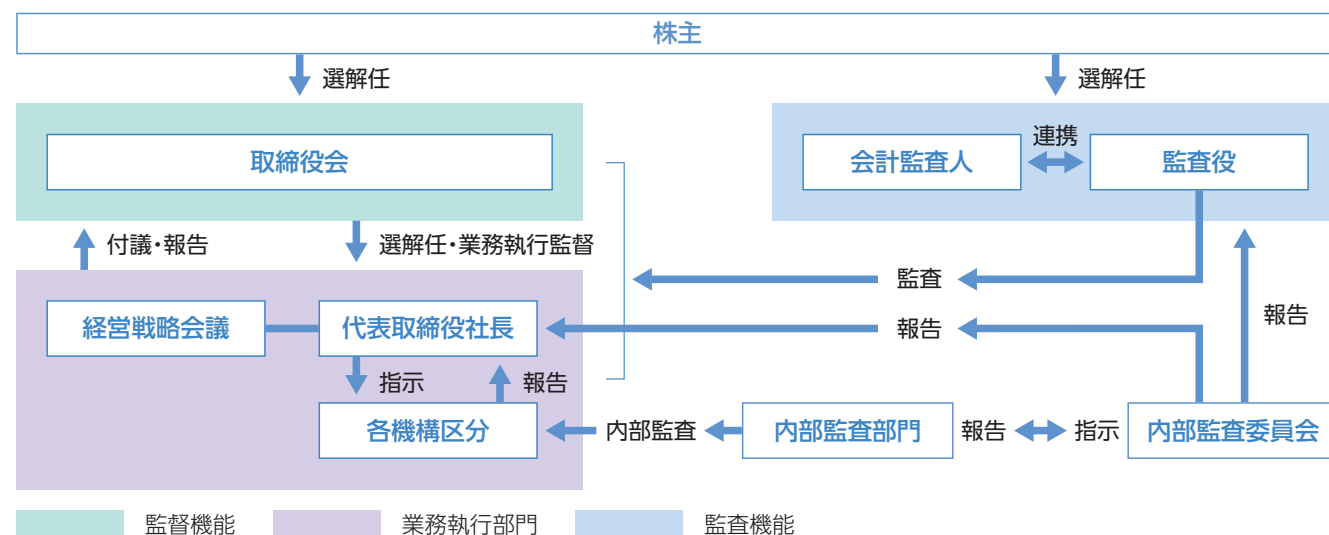 株主
選解任
選解任
取締役会
会計監査人
連携
監査役
付議・報告
選解任・業務執行監督
監査
経営戦略会議
代表取締役社長
報告
報告
指示
報告
各機構区分
内部監査
内部監査部門
報告
指示
内部監査委員会
監督機能
業務執行部門
監査機能